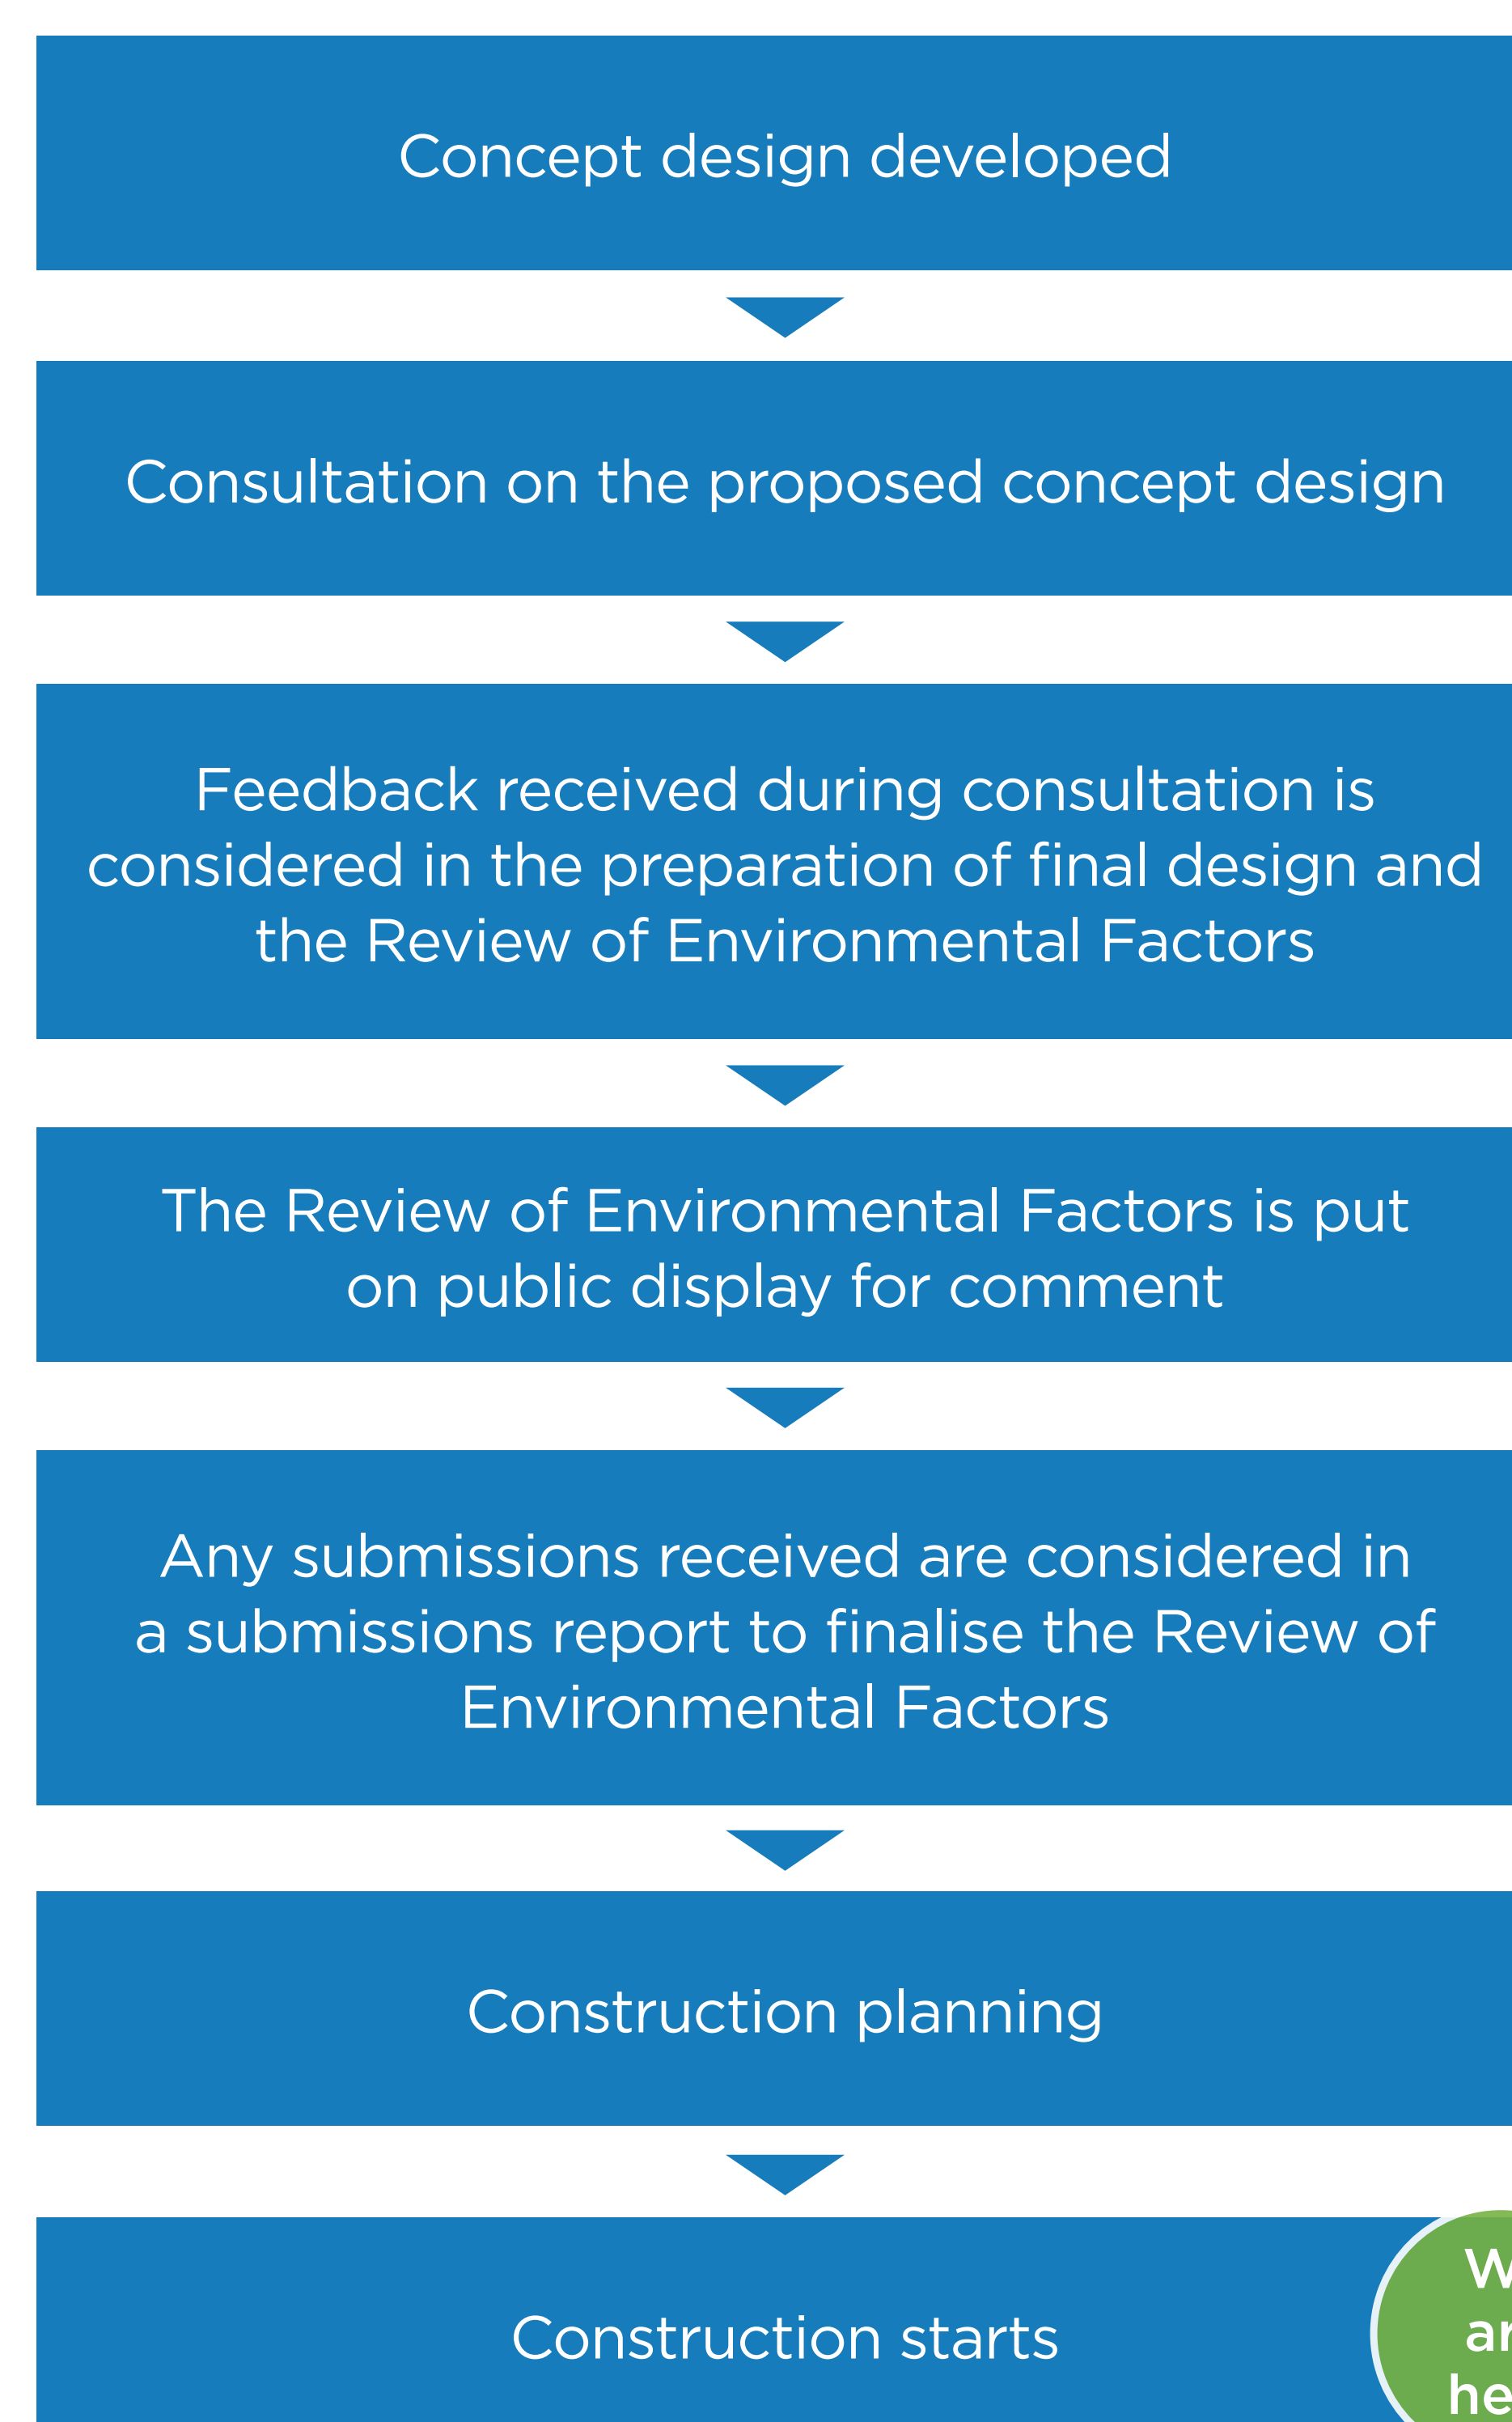 Concept design developed
Consultation on the proposed concept design
Feedback received during consultation is
considered in the preparation of final design and
the Review of Environmental Factors
The Review of Environmental Factors is put
on public display for comment
Any submissions received are considered in
a submissions report to finalise the Review of
Environmental Factors
Construction planning
Construction starts